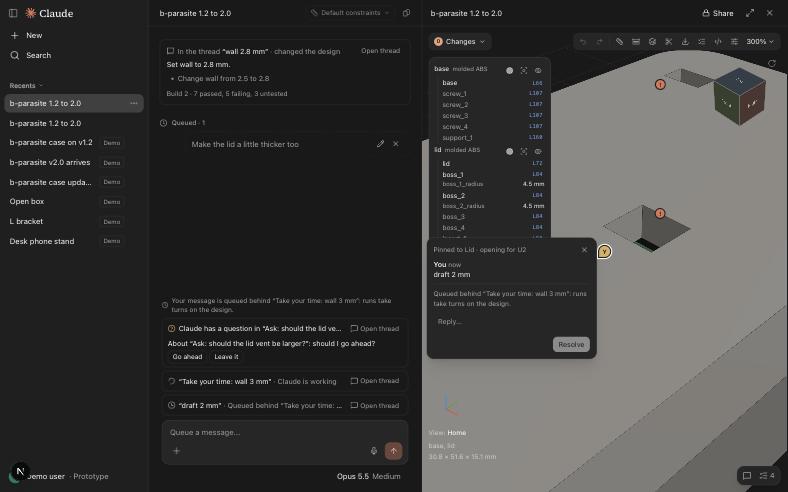 Claude
New
Search
Recents
b-parasite 1.2 to 2.0
b-parasite 1.2 to 2.0
b-parasite case on v1.2 Demo
b-parasite v2.0 arrives Demo
b-parasite case upda... Demo
Open box Demo
L bracket Demo
Desk phone stand Demo
N
emo user · Prototype
b-parasite 1.2 to 2.0
Default constraints
In the thread “wall 2.8 mm” · changed the design Open thread
Set wall to 2.8 mm.
• Change wall from 2.5 to 2.8
Build 2 · 7 passed, 5 failing, 3 untested
Queued · 1
Make the lid a little thicker too
Your message is queued behind “Take your time: wall 3 mm”: runs take
turns on the design.
Claude has a question in “Ask: should the lid ve... Open thread
About “Ask: should the lid vent be larger?”: should I go ahead?
Go ahead Leave it
“Take your time: wall 3 mm” · Claude is working Open thread
“draft 2 mm” · Queued behind “Take your time: ... Open thread
Queue a message...
Opus 5.5 Medium
b-parasite 1.2 to 2.0
Share
Changes
300%
base molded ABS
base L66
screw_1 L107
screw_2 L107
screw_3 L107
screw_4 L107
support_1 L160
lid molded ABS
lid L72
boss_1 L84
boss_1_radius 4.5 mm
boss_2 L84
boss_2_radius 4.5 mm
boss_3 L84
boss_4 L84
Pinned to Lid · opening for U2
You now
draft 2 mm
Queued behind “Take your time: wall 3 mm”: runs
take turns on the design.
Reply...
Resolve
Y
View: Home
base, lid
30.8 × 51.6 × 15.1 mm
4